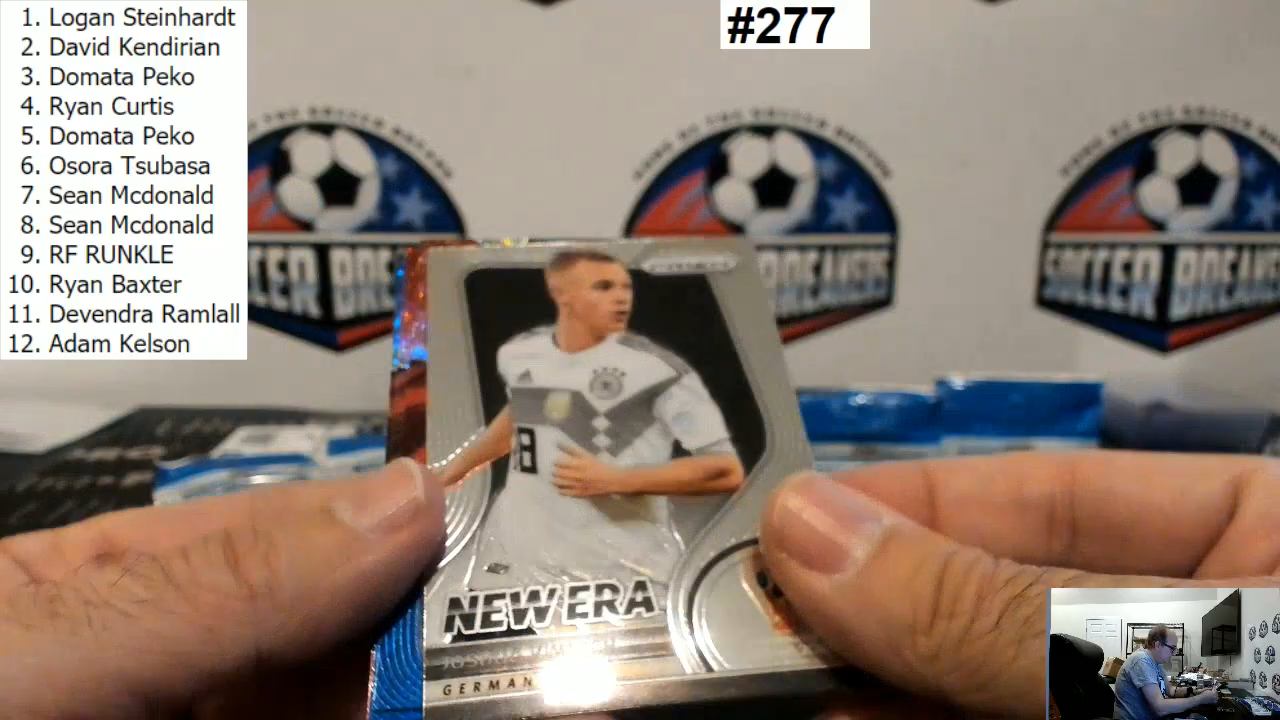 1. Logan Steinhardt
2. David Kendirian
3. Domata Peko
4. Ryan Curtis
5. Domata Peko
6. Osora Tsubasa
7. Sean Mcdonald
8. Sean Mcdonald
9. RF RUNKLE
10. Ryan Baxter
11. Devendra Ramlall
12. Adam Kelson
#277
SOCCER BREAKERS
NEW ERA
GERMAN